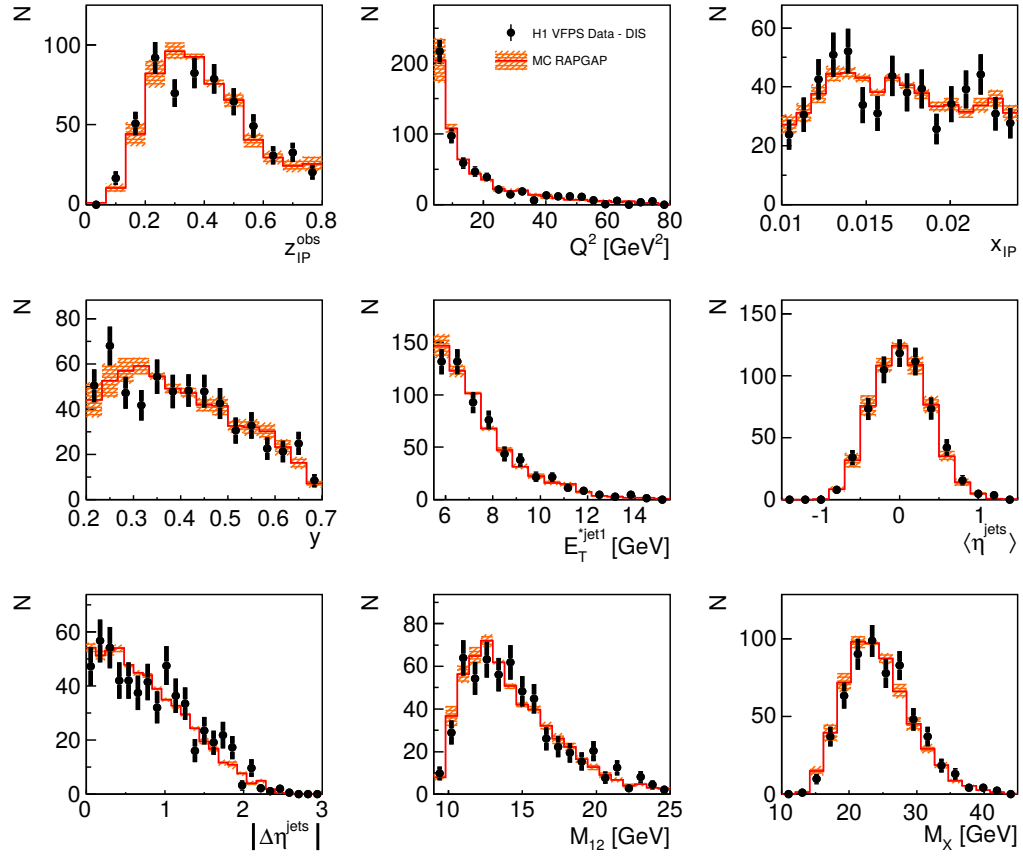 N
100
50
0
0 0.2 0.4 0.6 0.8
z_IP^obs
N
H1 VFPS Data - DIS
MC RAPGAP
200
100
0
20 40 60 80
Q² [GeV²]
N
60
40
20
0
0.01 0.015 0.02
x_IP
N
80
60
40
20
0
0.2 0.3 0.4 0.5 0.6 0.7
y
N
150
100
50
0
6 8 10 12 14
E_T^*jet1 [GeV]
N
150
100
50
0
-1 0 1
⟨η^jets⟩
N
60
40
20
0
0 1 2 3
|Δη^jets|
N
80
60
40
20
0
10 15 20 25
M_12 [GeV]
N
100
50
0
10 20 30 40
M_X [GeV]